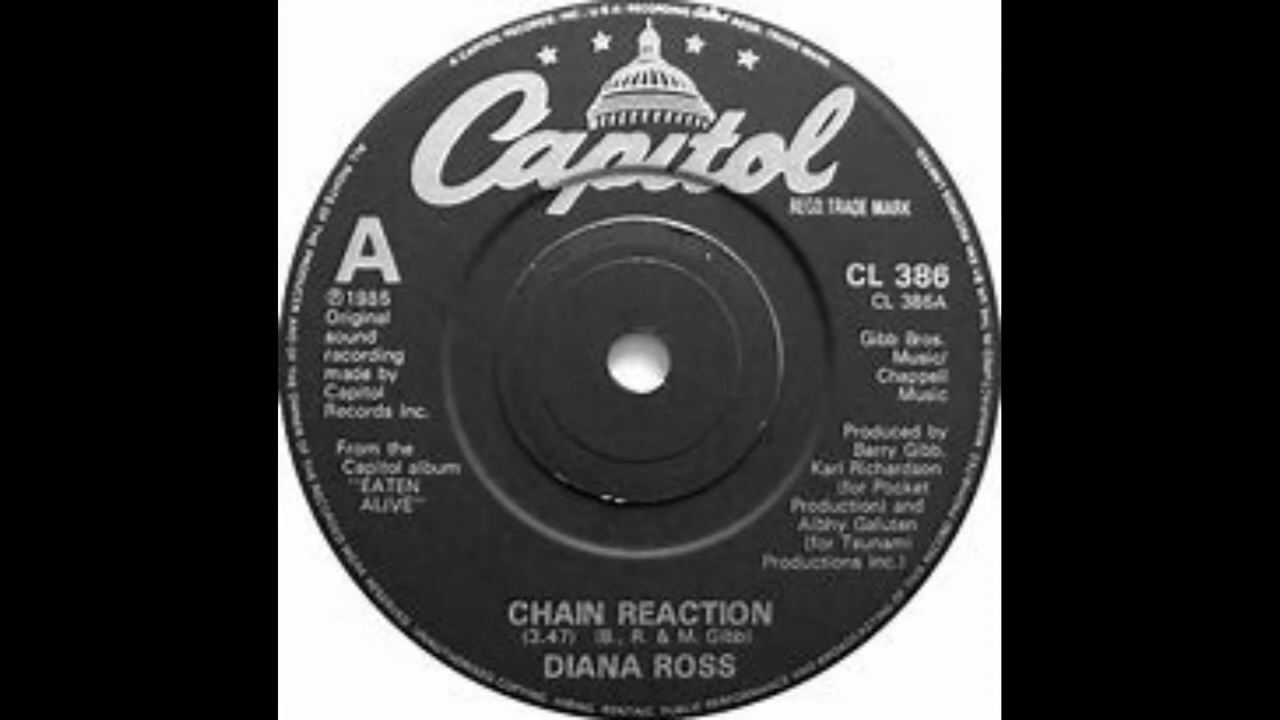 Capitol
REGD. TRADE MARK
A
℗1985
Original
sound
recording
made by
Capitol
Records Inc.
From the
Capitol album
"EATEN
ALIVE"
CL 386
CL 386A
Gibb Bros.
Music/
Chappell
Music
Produced by
Barry Gibb,
Karl Richardson
(for Pocket
Production) and
Albhy Galuten
(for Tsunami
Productions Inc.)
CHAIN REACTION
(3.47) (B., R. & M. Gibb)
DIANA ROSS